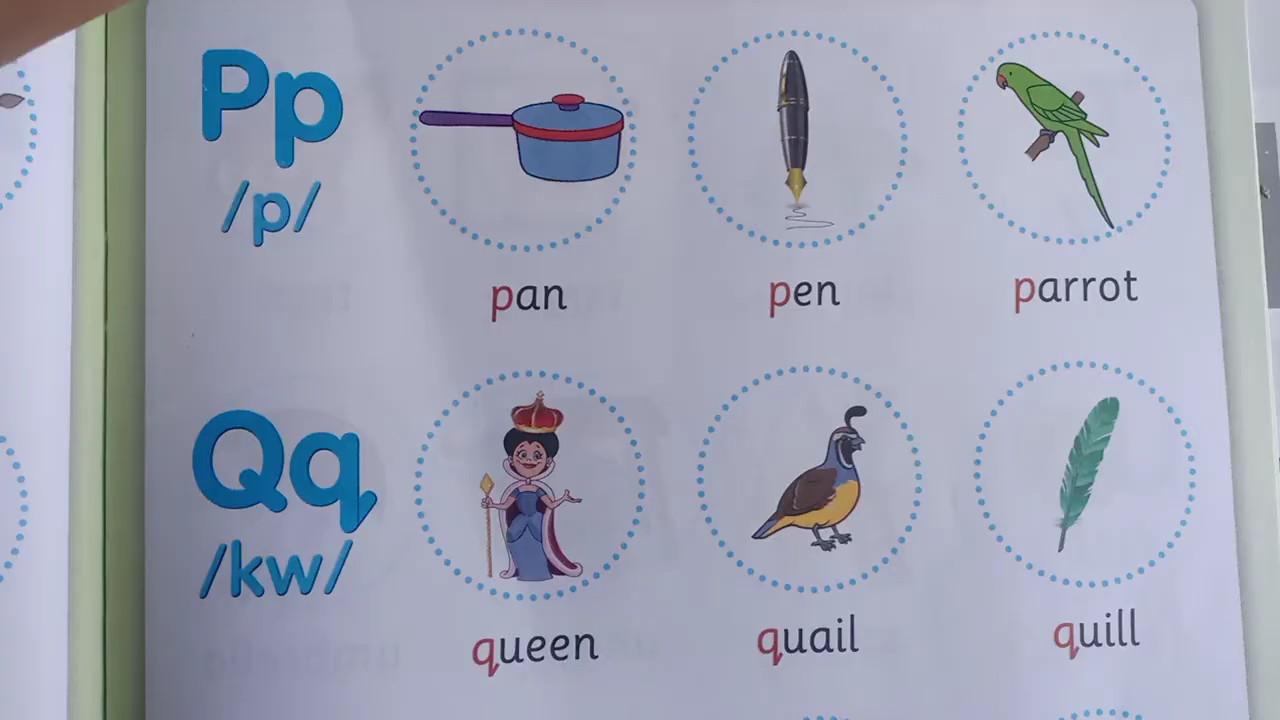 Pp
/p/
pan pen parrot
Qq
/kw/
queen quail quill